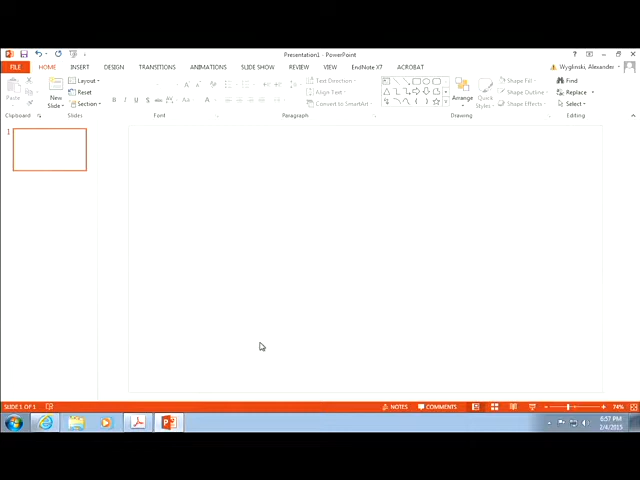 Presentation1 - PowerPoint
FILE HOME INSERT DESIGN TRANSITIONS ANIMATIONS SLIDE SHOW REVIEW VIEW EndNote X7 ACROBAT Wyglinski, Alexander
Paste
New Slide
Layout
Reset
Section
B I U S
Text Direction
Align Text
Convert to SmartArt
Arrange
Quick Styles
Shape Fill
Shape Outline
Shape Effects
Find
Replace
Select
Clipboard Slides Font Paragraph Drawing Editing
1
SLIDE 1 OF 1 NOTES COMMENTS 74%
6:57 PM
2/4/2015